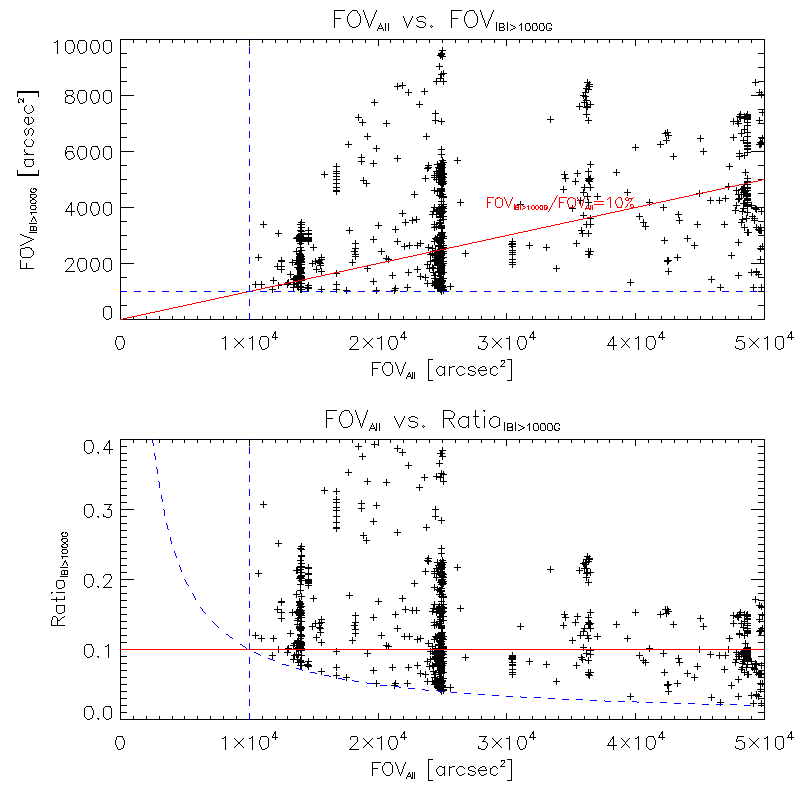 FOV_All vs. FOV_|B|>1000G
10000
8000
6000
4000
2000
0
FOV_|B|>1000G [arcsec²]
FOV_|B|>1000G/FOV_All=10%
0 1×10⁴ 2×10⁴ 3×10⁴ 4×10⁴ 5×10⁴
FOV_All [arcsec²]
FOV_All vs. Ratio_|B|>1000G
0.4
0.3
0.2
0.1
0.0
Ratio_|B|>1000G
0 1×10⁴ 2×10⁴ 3×10⁴ 4×10⁴ 5×10⁴
FOV_All [arcsec²]